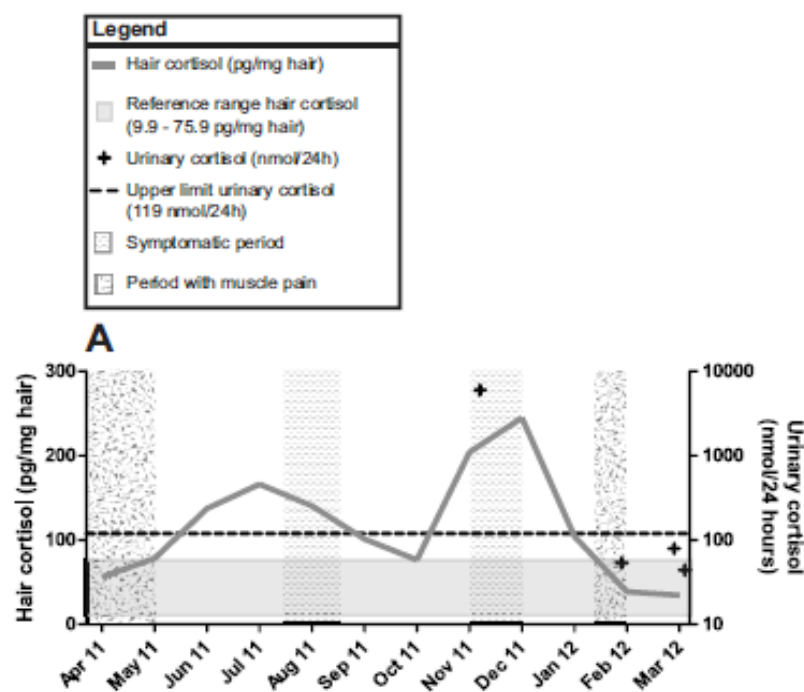 Legend
Hair cortisol (pg/mg hair)
Reference range hair cortisol
(9.9 - 75.9 pg/mg hair)
Urinary cortisol (nmol/24h)
Upper limit urinary cortisol
(119 nmol/24h)
Symptomatic period
Period with muscle pain
A
Hair cortisol (pg/mg hair)
300
200
100
0
10000
1000
100
10
Urinary cortisol
(nmol/24 hours)
Apr 11
May 11
Jun 11
Jul 11
Aug 11
Sep 11
Oct 11
Nov 11
Dec 11
Jan 12
Feb 12
Mar 12